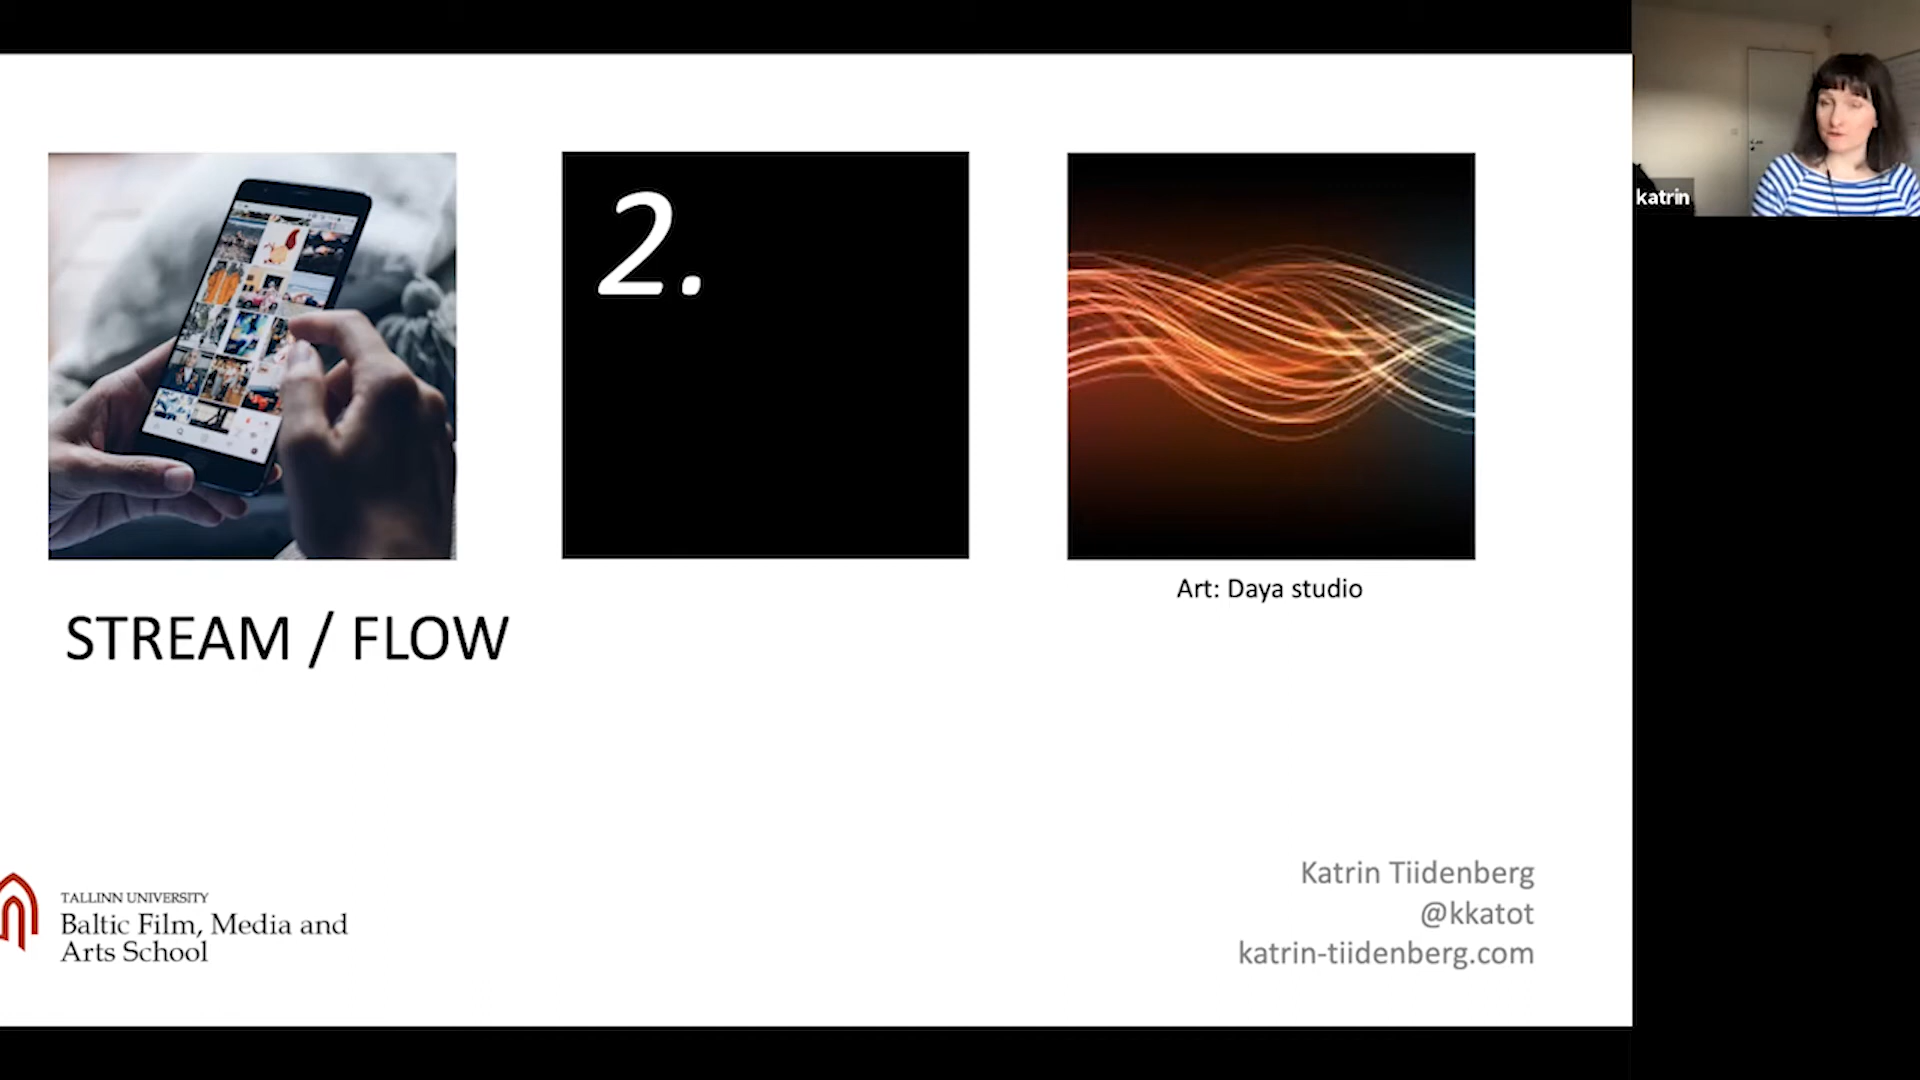 katrin
2.
Art: Daya studio
STREAM / FLOW
TALLINN UNIVERSITY
Baltic Film, Media and
Arts School
Katrin Tiidenberg
@kkatot
katrin-tiidenberg.com